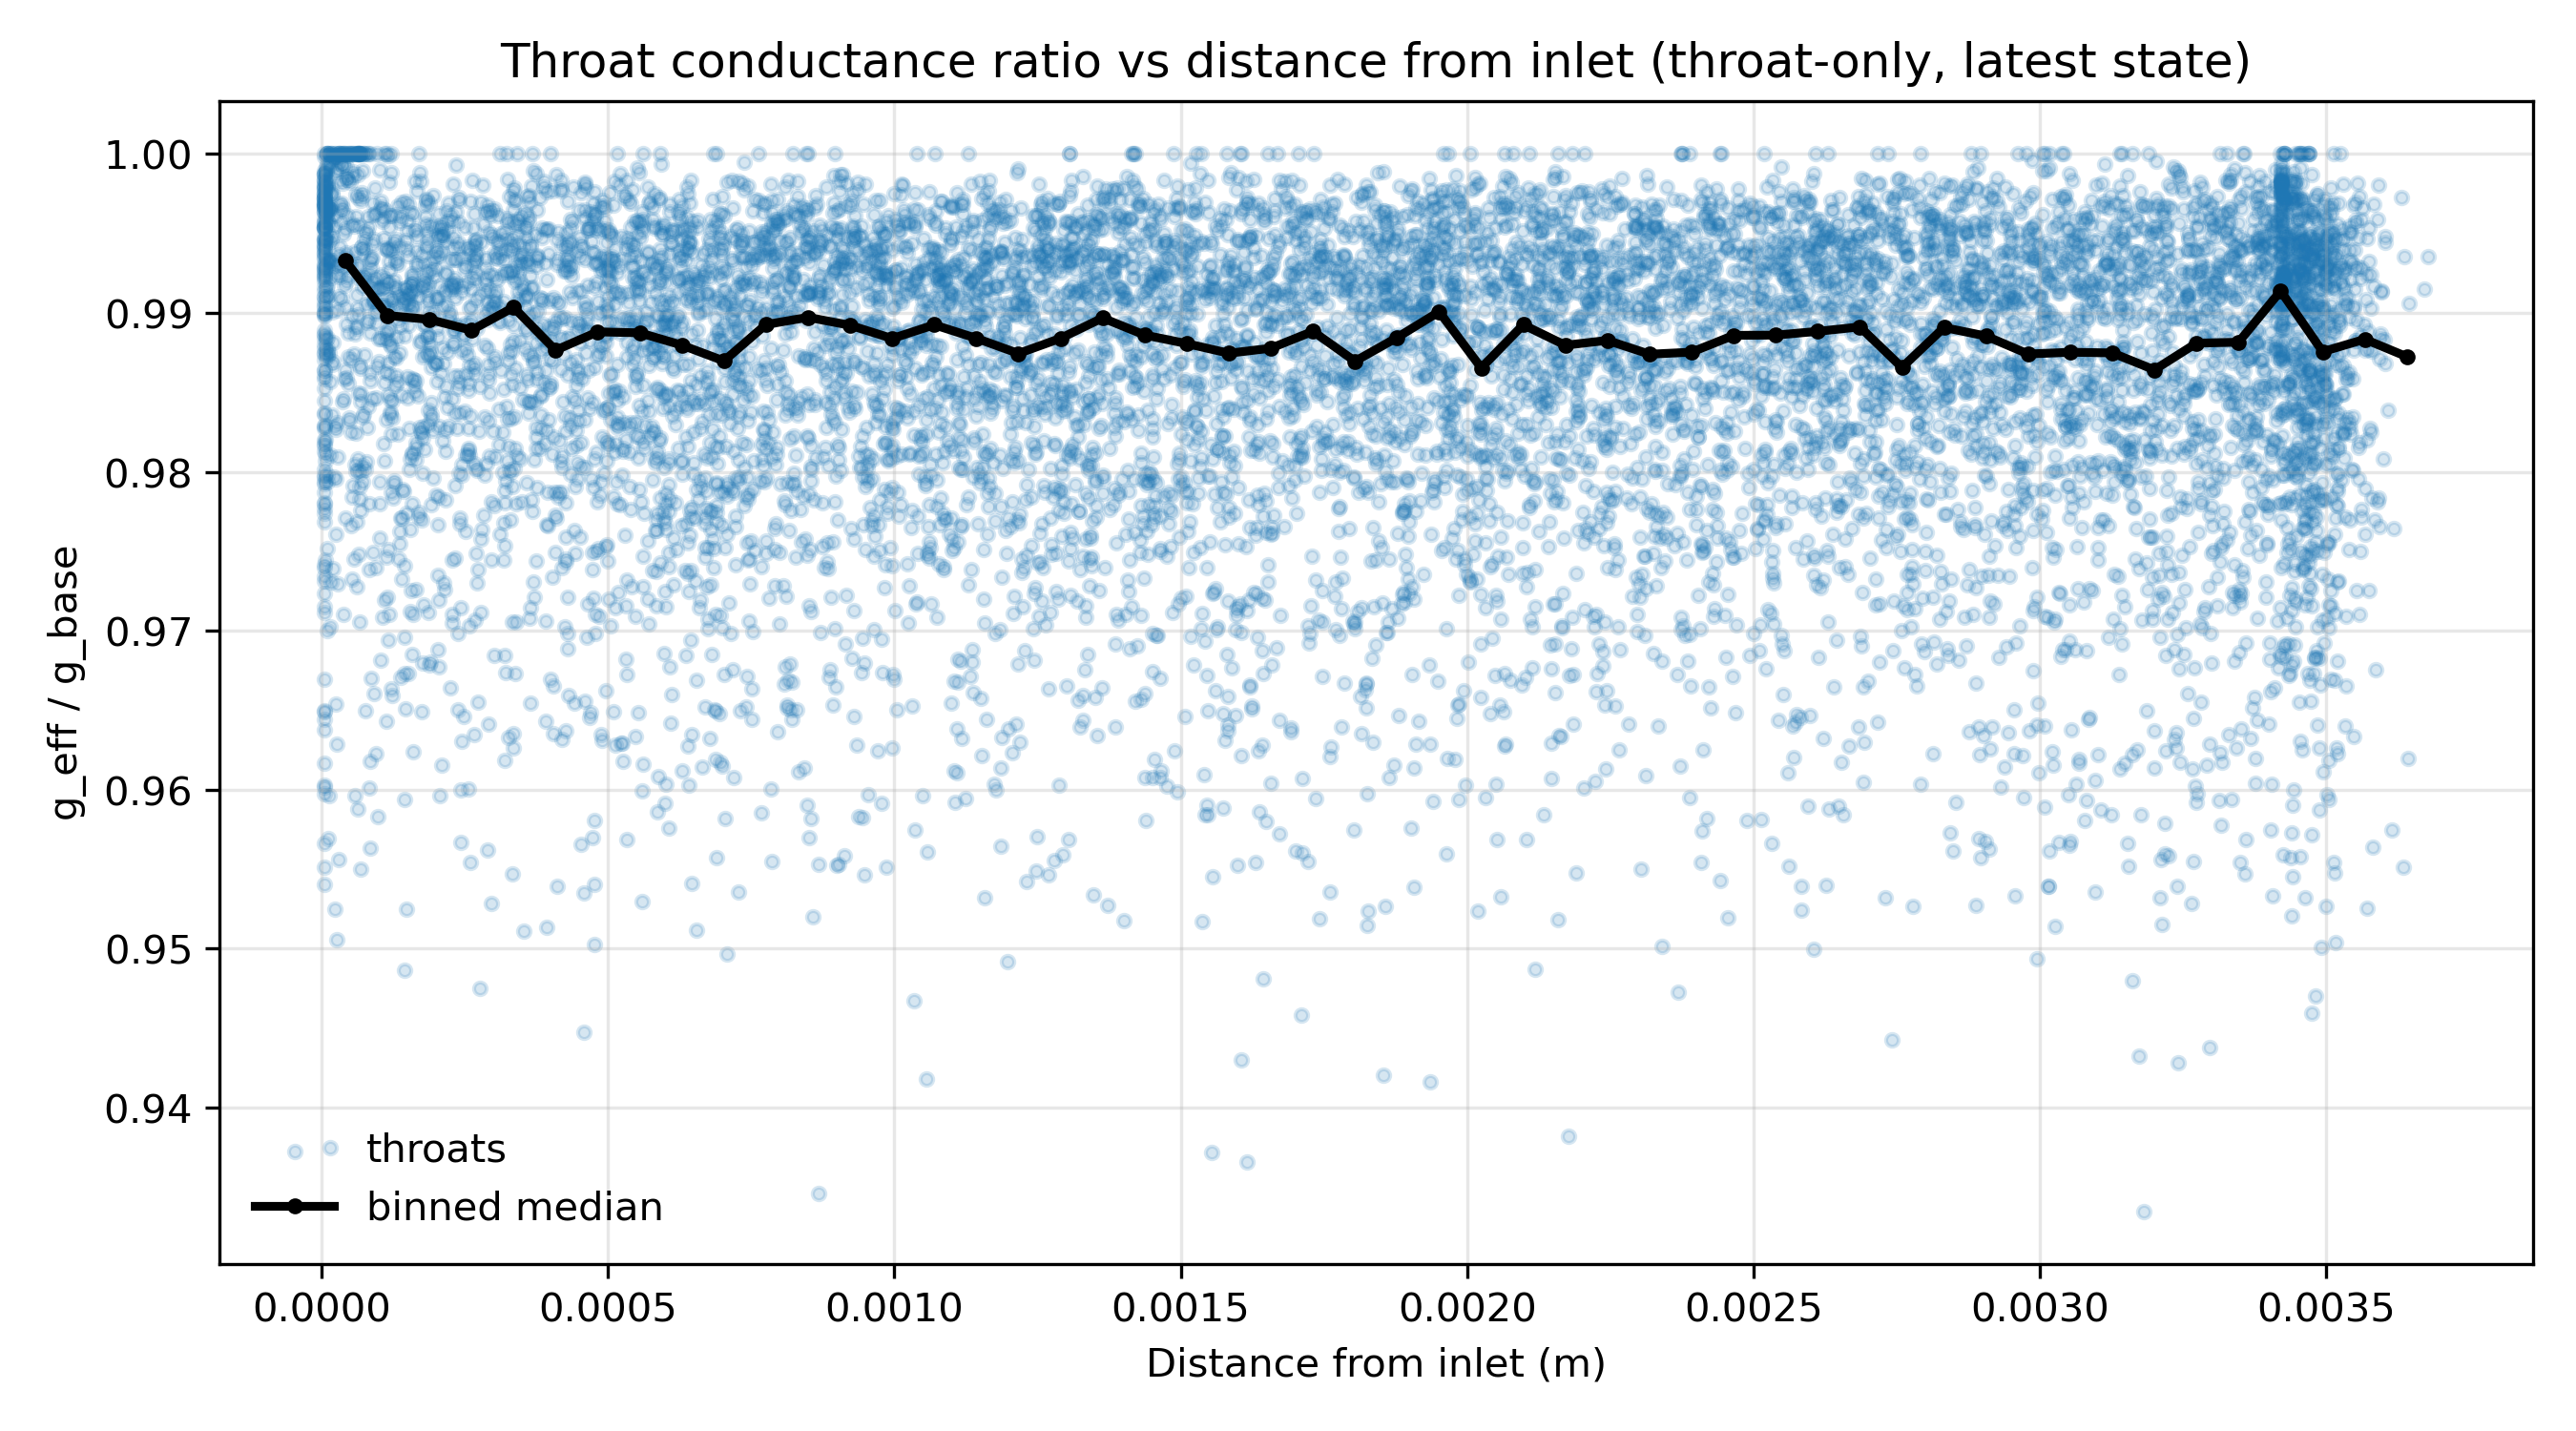 Throat conductance ratio vs distance from inlet (throat-only, latest state)
g_eff / g_base
1.00
0.99
0.98
0.97
0.96
0.95
0.94
throats
binned median
0.0000 0.0005 0.0010 0.0015 0.0020 0.0025 0.0030 0.0035
Distance from inlet (m)